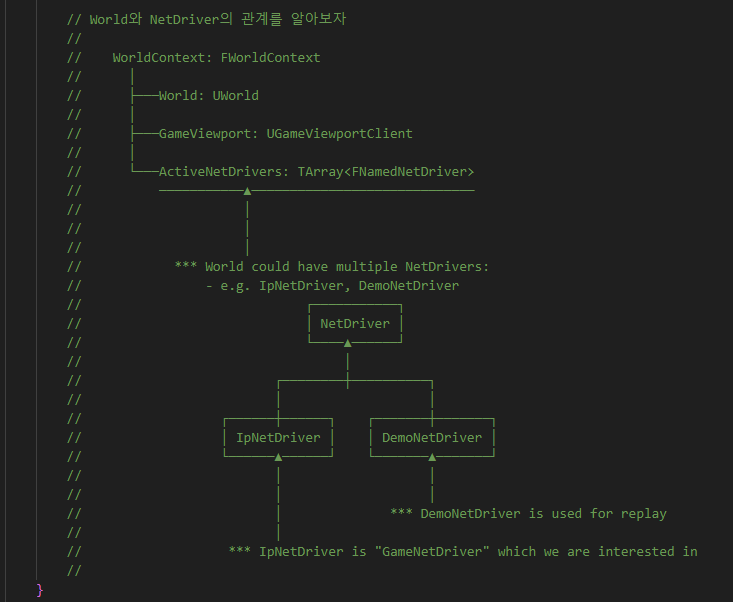 // World와 NetDriver의 관계를 알아보자
//
//    WorldContext: FWorldContext
//      │
//      ├───World: UWorld
//      │
//      ├───GameViewport: UGameViewportClient
//      │
//      └───ActiveNetDrivers: TArray<FNamedNetDriver>
//          ───────────▲─────────────────────────────
//                     │
//                     │
//                     │
//            *** World could have multiple NetDrivers:
//                - e.g. IpNetDriver, DemoNetDriver
//                             ┌───────────┐
//                             │ NetDriver │
//                             └────▲──────┘
//                                  │
//                         ┌────────┼──────────┐
//                         │                   │
//                  ┌──────┼──────┐    ┌───────┼───────┐
//                  │ IpNetDriver │    │ DemoNetDriver │
//                  └──────▲──────┘    └───────▲───────┘
//                         │                   │
//                         │                   │
//                         │              *** DemoNetDriver is used for replay
//                         │
//                   *** IpNetDriver is "GameNetDriver" which we are interested in
//
}